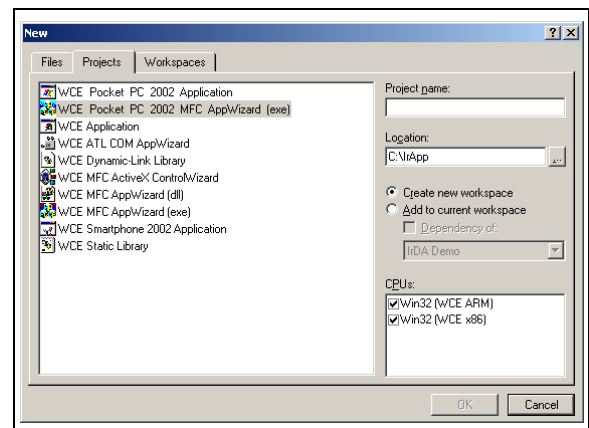 New
Files Projects Workspaces
WCE Pocket PC 2002 Application
WCE Pocket PC 2002 MFC AppWizard (exe)
WCE Application
WCE ATL COM AppWizard
WCE Dynamic-Link Library
WCE MFC ActiveX ControlWizard
WCE MFC AppWizard (dll)
WCE MFC AppWizard (exe)
WCE Smartphone 2002 Application
WCE Static Library
Project name:
Location:
C:\IrApp
...
Create new workspace
Add to current workspace
Dependency of:
IrDA Demo
CPUs:
Win32 (WCE ARM)
Win32 (WCE x86)
OK Cancel